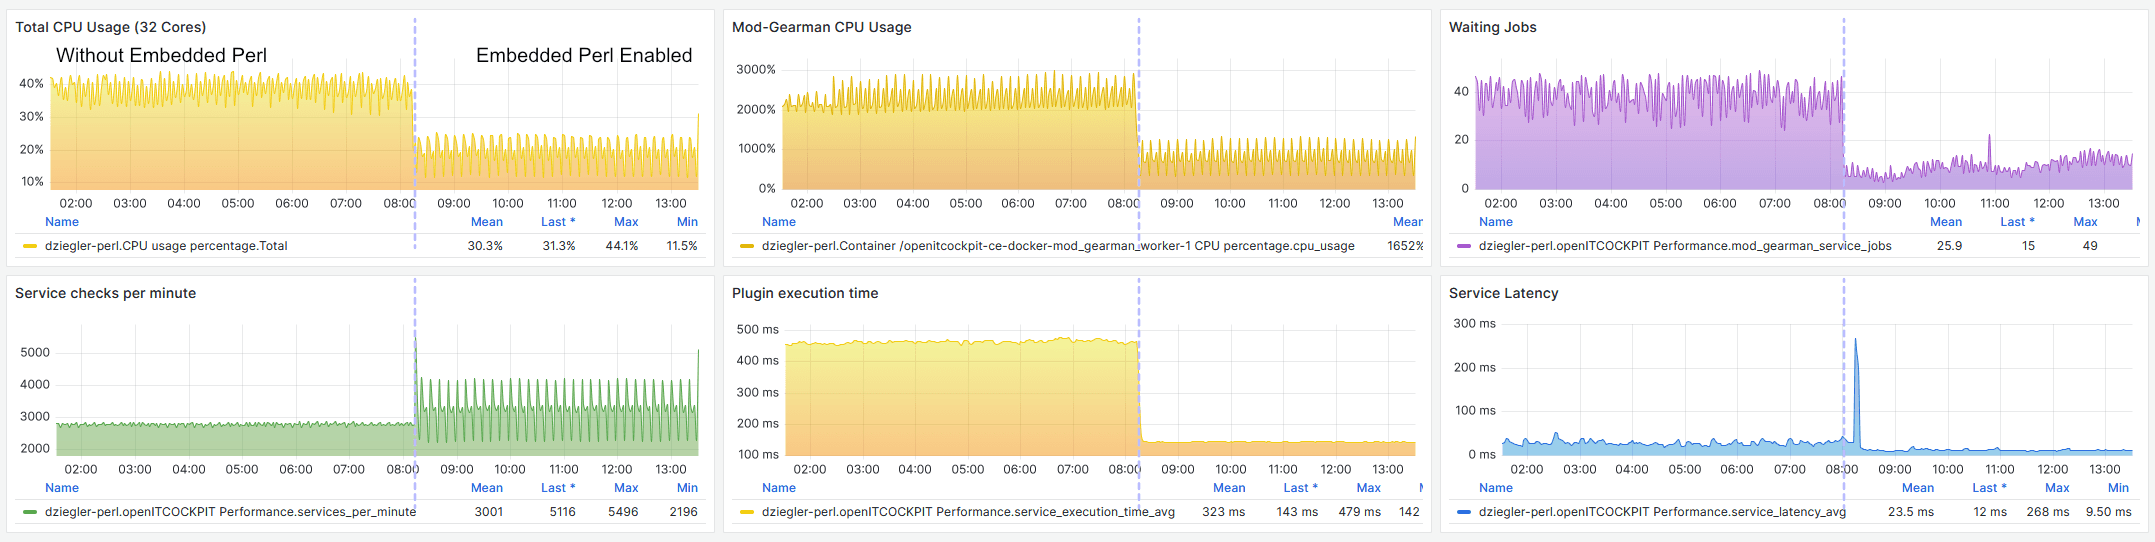 Total CPU Usage (32 Cores)
Without Embedded Perl
Embedded Perl Enabled
40%
30%
20%
10%
02:00 03:00 04:00 05:00 06:00 07:00 08:00 09:00 10:00 11:00 12:00 13:00
Name Mean Last * Max Min
dziegler-perl.CPU usage percentage.Total 30.3% 31.3% 44.1% 11.5%
Mod-Gearman CPU Usage
3000%
2000%
1000%
0%
02:00 03:00 04:00 05:00 06:00 07:00 08:00 09:00 10:00 11:00 12:00 13:00
Name Mean
dziegler-perl.Container /openitcockpit-ce-docker-mod_gearman_worker-1 CPU percentage.cpu_usage 1652%
Waiting Jobs
40
20
0
02:00 03:00 04:00 05:00 06:00 07:00 08:00 09:00 10:00 11:00 12:00 13:00
Name Mean Last * Max
dziegler-perl.openITCOCKPIT Performance.mod_gearman_service_jobs 25.9 15 49
Service checks per minute
5000
4000
3000
2000
02:00 03:00 04:00 05:00 06:00 07:00 08:00 09:00 10:00 11:00 12:00 13:00
Name Mean Last * Max Min
dziegler-perl.openITCOCKPIT Performance.services_per_minute 3001 5116 5496 2196
Plugin execution time
500 ms
400 ms
300 ms
200 ms
100 ms
02:00 03:00 04:00 05:00 06:00 07:00 08:00 09:00 10:00 11:00 12:00 13:00
Name Mean Last * Max
dziegler-perl.openITCOCKPIT Performance.service_execution_time_avg 323 ms 143 ms 479 ms 142
Service Latency
300 ms
200 ms
100 ms
0 ms
02:00 03:00 04:00 05:00 06:00 07:00 08:00 09:00 10:00 11:00 12:00 13:00
Name Mean Last * Max Min
dziegler-perl.openITCOCKPIT Performance.service_latency_avg 23.5 ms 12 ms 268 ms 9.50 ms